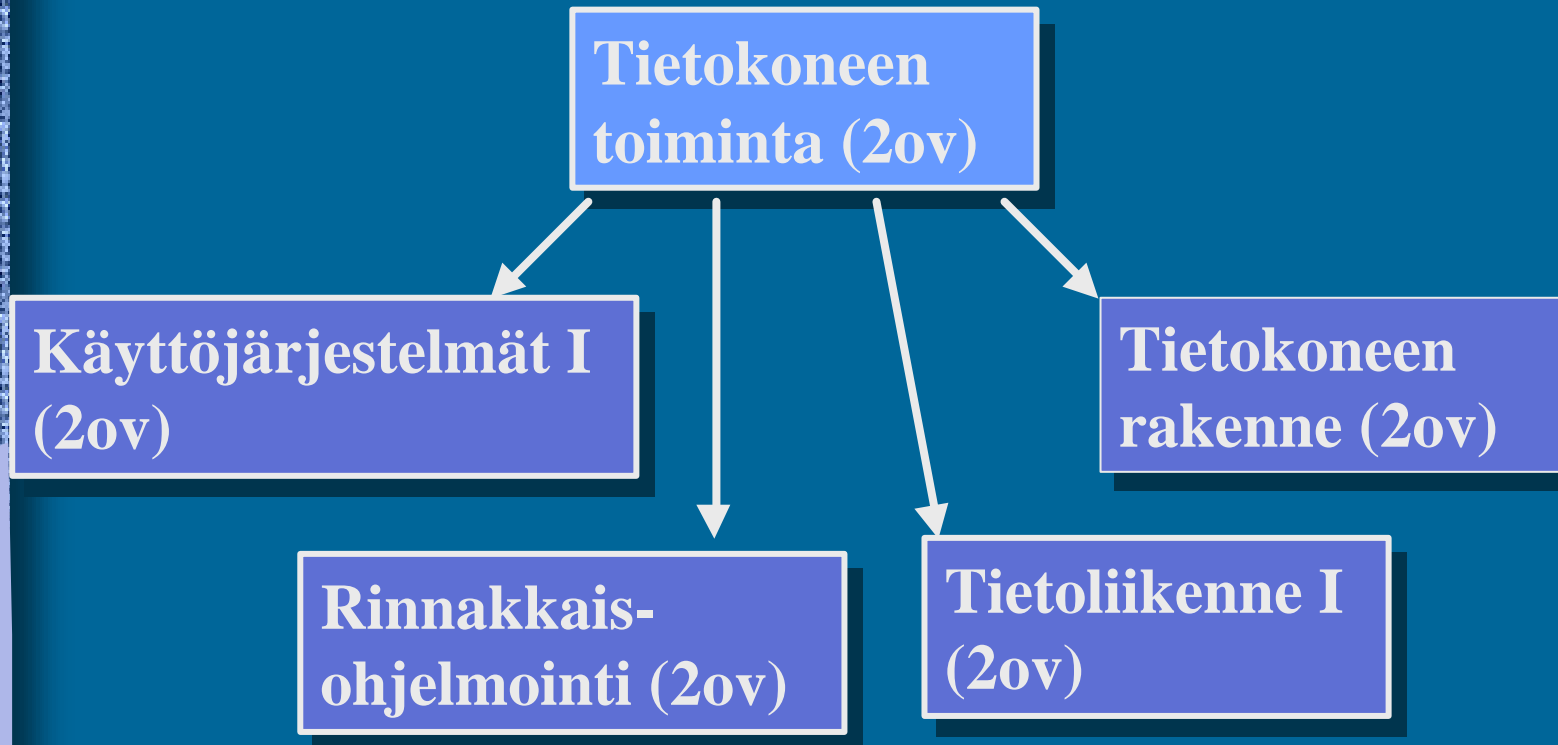 Tietokoneen
toiminta (2ov)
Käyttöjärjestelmät I
(2ov)
Tietokoneen
rakenne (2ov)
Rinnakkais-
ohjelmointi (2ov)
Tietoliikenne I
(2ov)